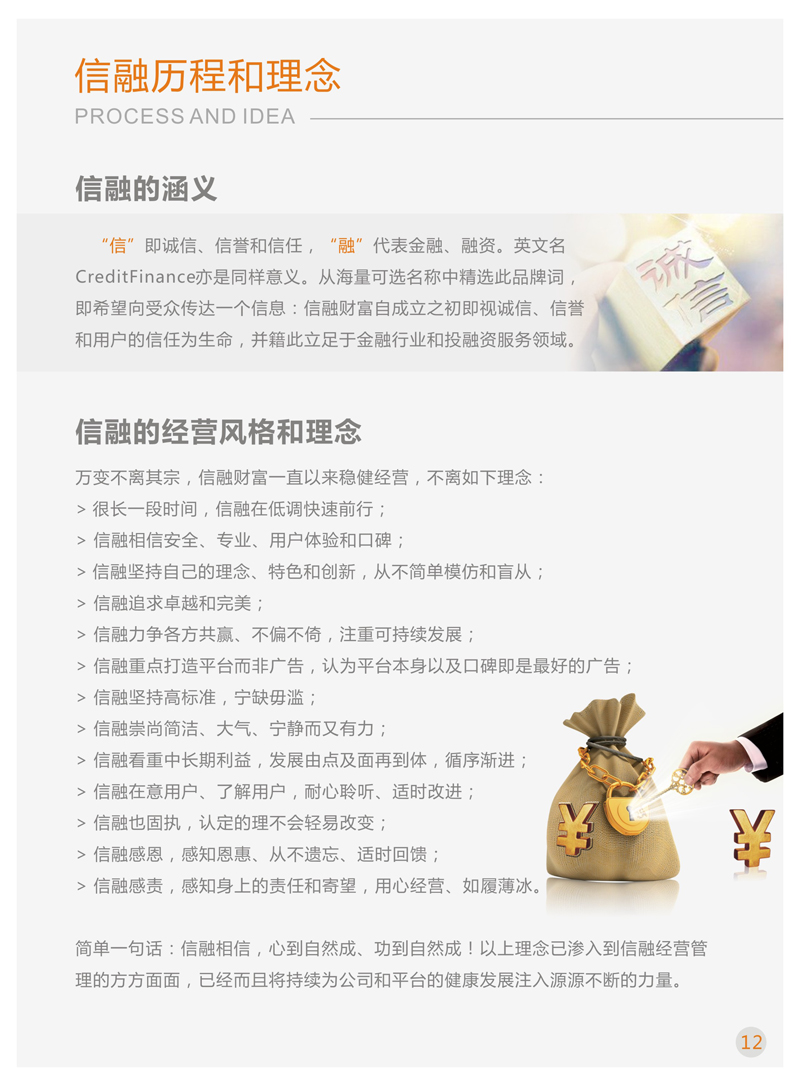 信融历程和理念
PROCESS AND IDEA
信融的涵义
“信”即诚信、信誉和信任，“融”代表金融、融资。英文名
CreditFinance亦是同样意义。从海量可选名称中精选此品牌词，
即希望向受众传达一个信息：信融财富自成立之初即视诚信、信誉
和用户的信任为生命，并藉此立足于金融行业和投融资服务领域。
诚
信
信融的经营风格和理念
万变不离其宗，信融财富一直以来稳健经营，不离如下理念：
> 很长一段时间，信融在低调快速前行；
> 信融相信安全、专业、用户体验和口碑；
> 信融坚持自己的理念、特色和创新，从不简单模仿和盲从；
> 信融追求卓越和完美；
> 信融力争各方共赢、不偏不倚，注重可持续发展；
> 信融重点打造平台而非广告，认为平台本身以及口碑即是最好的广告；
> 信融坚持高标准，宁缺毋滥；
> 信融崇尚简洁、大气、宁静而又有力；
> 信融看重中长期利益，发展由点及面再到体，循序渐进；
> 信融在意用户、了解用户，耐心聆听、适时改进；
> 信融也固执，认定的理不会轻易改变；
> 信融感恩，感知恩惠、从不遗忘、适时回馈；
> 信融感责，感知身上的责任和寄望，用心经营、如履薄冰。
¥
¥
简单一句话：信融相信，心到自然成、功到自然成！以上理念已渗入到信融经营管
理的方方面面，已经而且将持续为公司和平台的健康发展注入源源不断的力量。
12